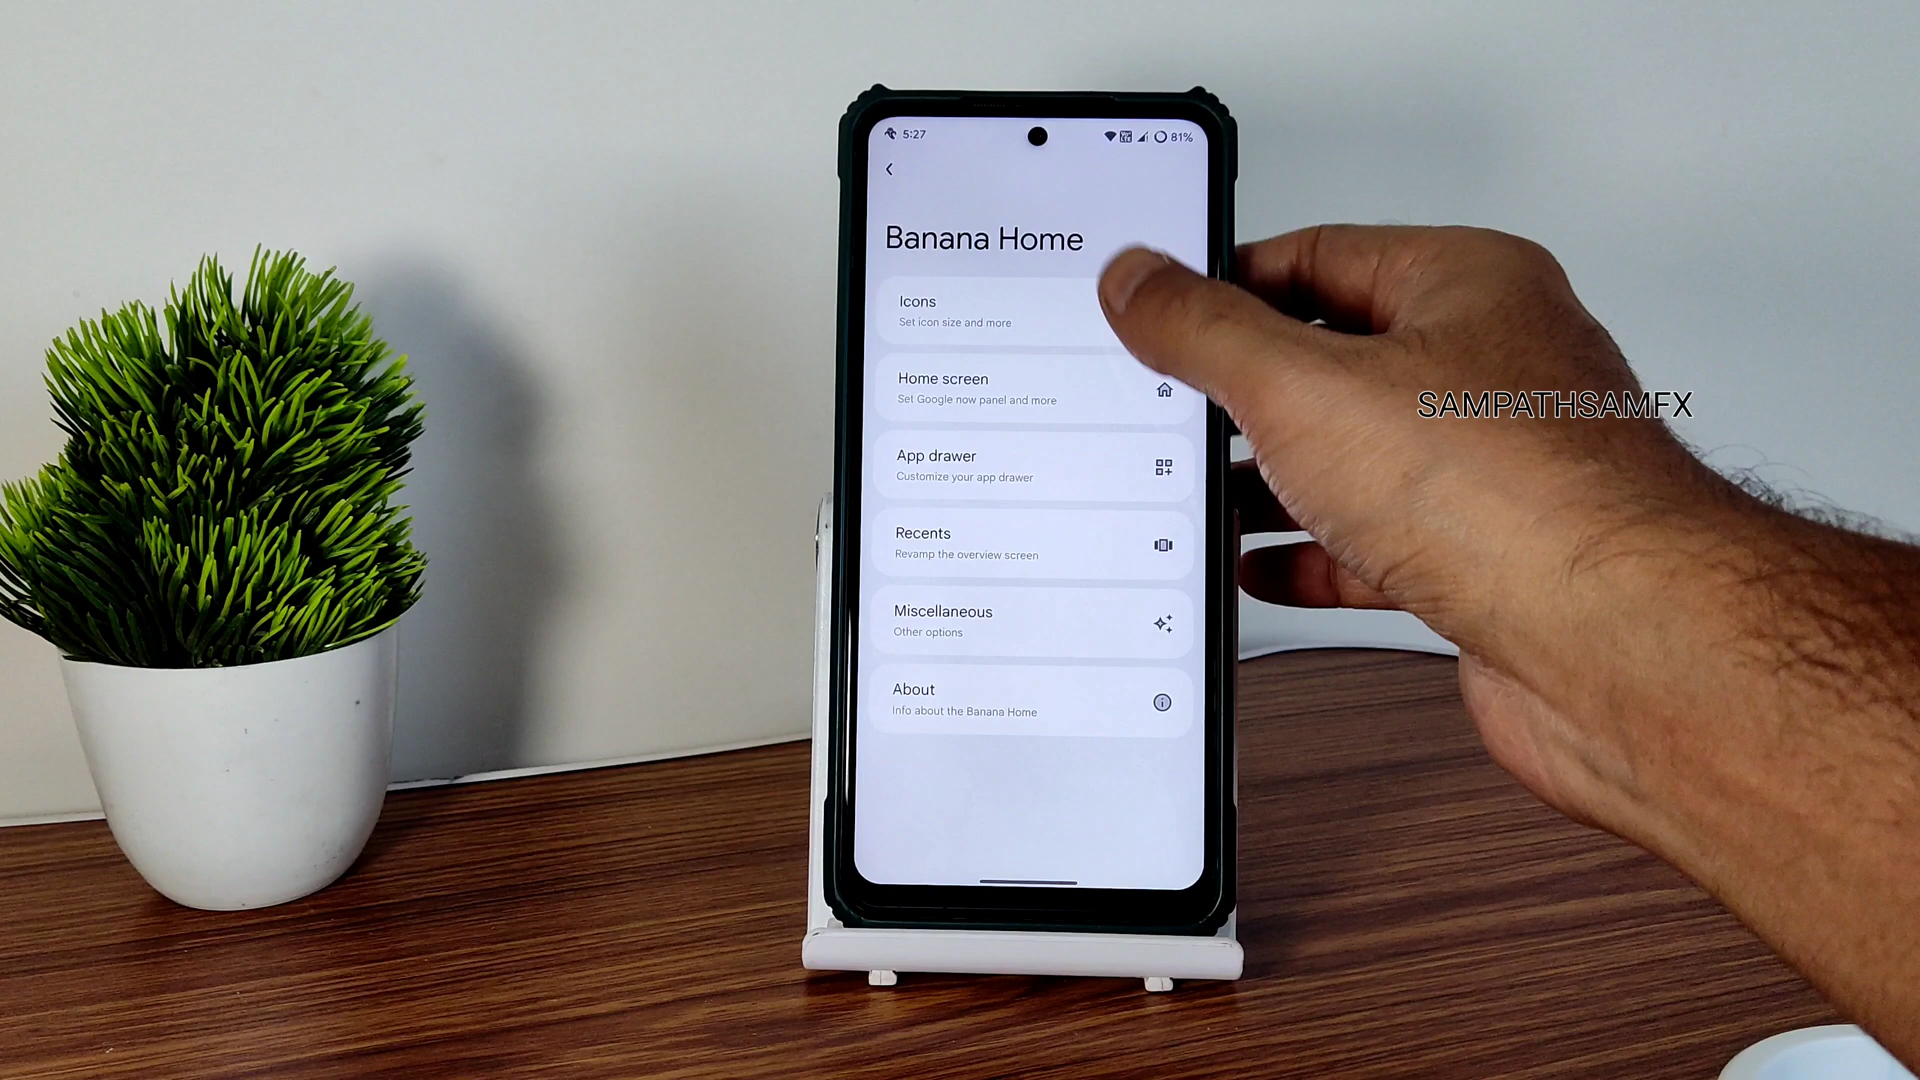 5:27
81%
Banana Home
Icons
Set icon size and more
Home screen
Set Google now panel and more
App drawer
Customize your app drawer
Recents
Revamp the overview screen
Miscellaneous
Other options
About
Info about the Banana Home
SAMPATHSAMFX